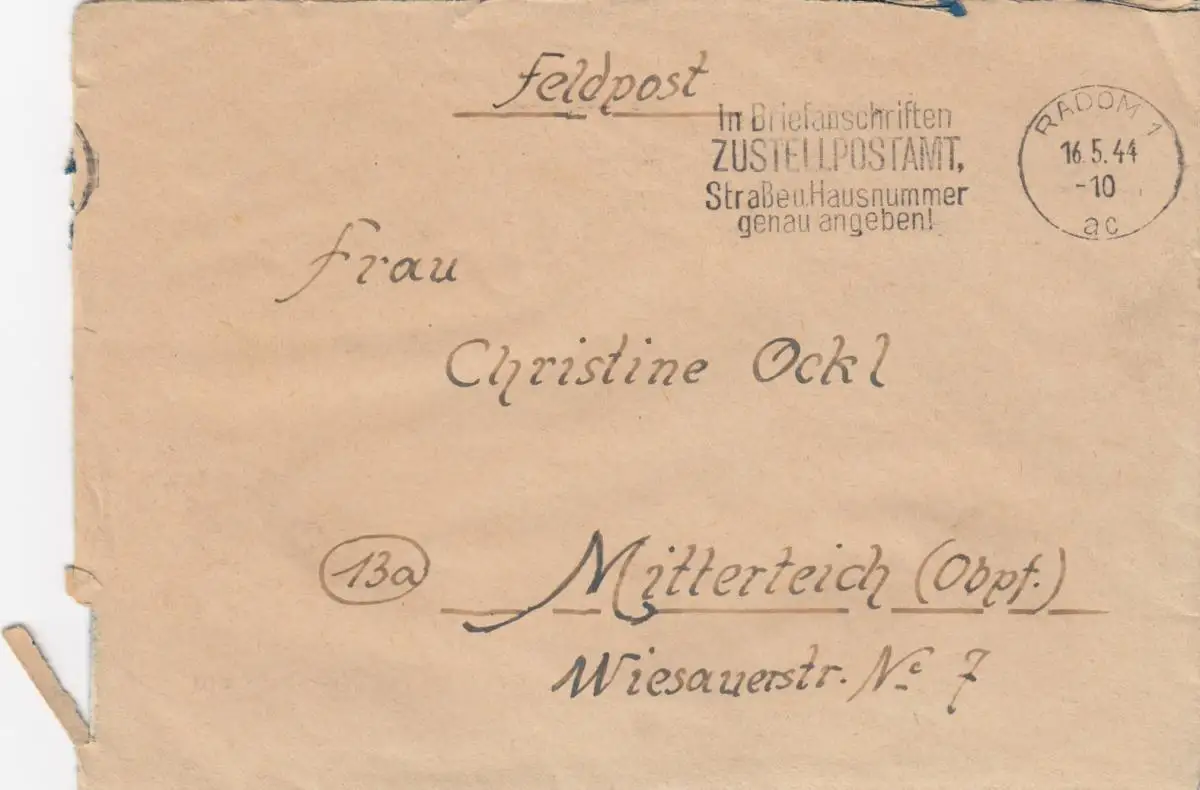 Feldpost
In Briefanschriften
ZUSTELLPOSTAMT,
Straße u. Hausnummer
genau angeben!
RADOM 1
16.5.44
-10
ac
Frau
Christine Ockl
13a
Mitterteich (Obpf.)
Wiesauerstr. No 7